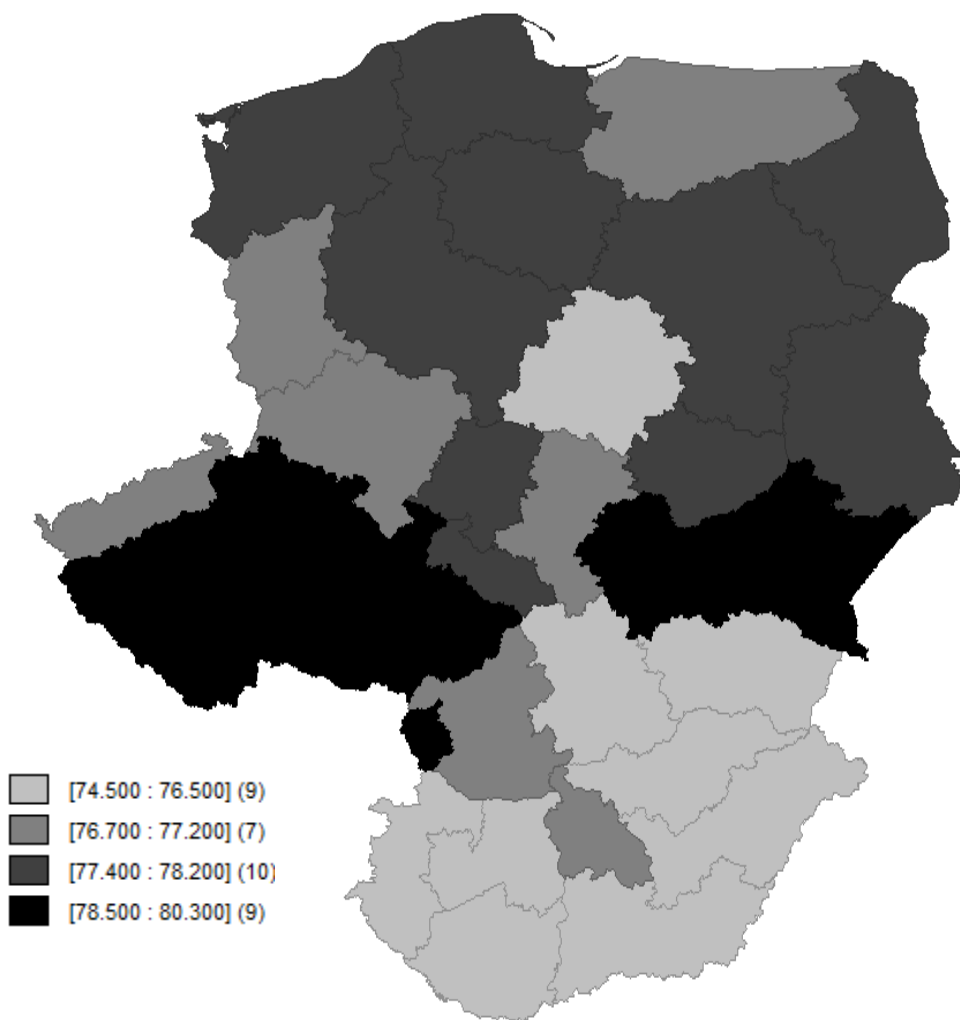 [74.500 : 76.500] (9)
[76.700 : 77.200] (7)
[77.400 : 78.200] (10)
[78.500 : 80.300] (9)